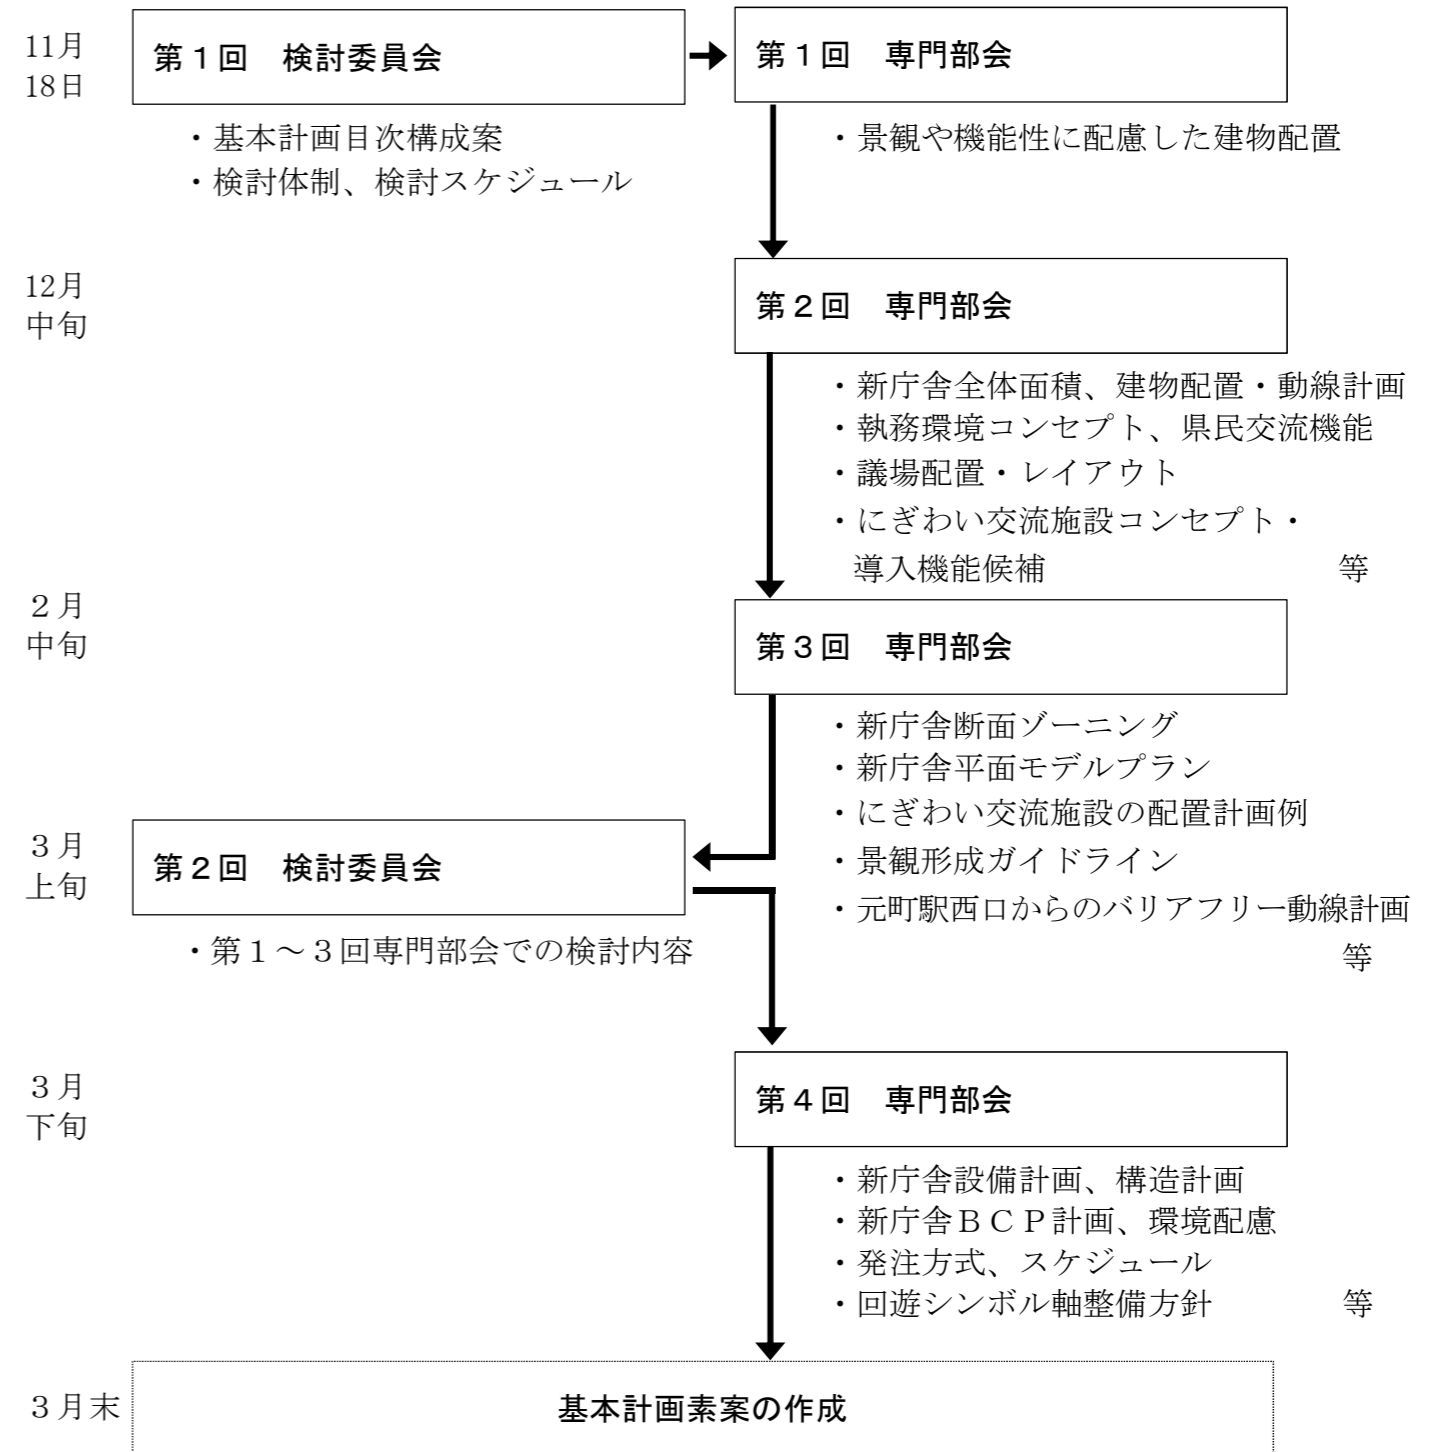 11月
18日
第１回　検討委員会
第１回　専門部会
・基本計画目次構成案
・検討体制、検討スケジュール
・景観や機能性に配慮した建物配置
12月
中旬
第２回　専門部会
・新庁舎全体面積、建物配置・動線計画
・執務環境コンセプト、県民交流機能
・議場配置・レイアウト
・にぎわい交流施設コンセプト・
導入機能候補　等
２月
中旬
第３回　専門部会
・新庁舎断面ゾーニング
・新庁舎平面モデルプラン
・にぎわい交流施設の配置計画例
・景観形成ガイドライン
・元町駅西口からのバリアフリー動線計画
等
３月
上旬
第２回　検討委員会
・第１～３回専門部会での検討内容
３月
下旬
第４回　専門部会
・新庁舎設備計画、構造計画
・新庁舎ＢＣＰ計画、環境配慮
・発注方式、スケジュール
・回遊シンボル軸整備方針　等
３月末
基本計画素案の作成